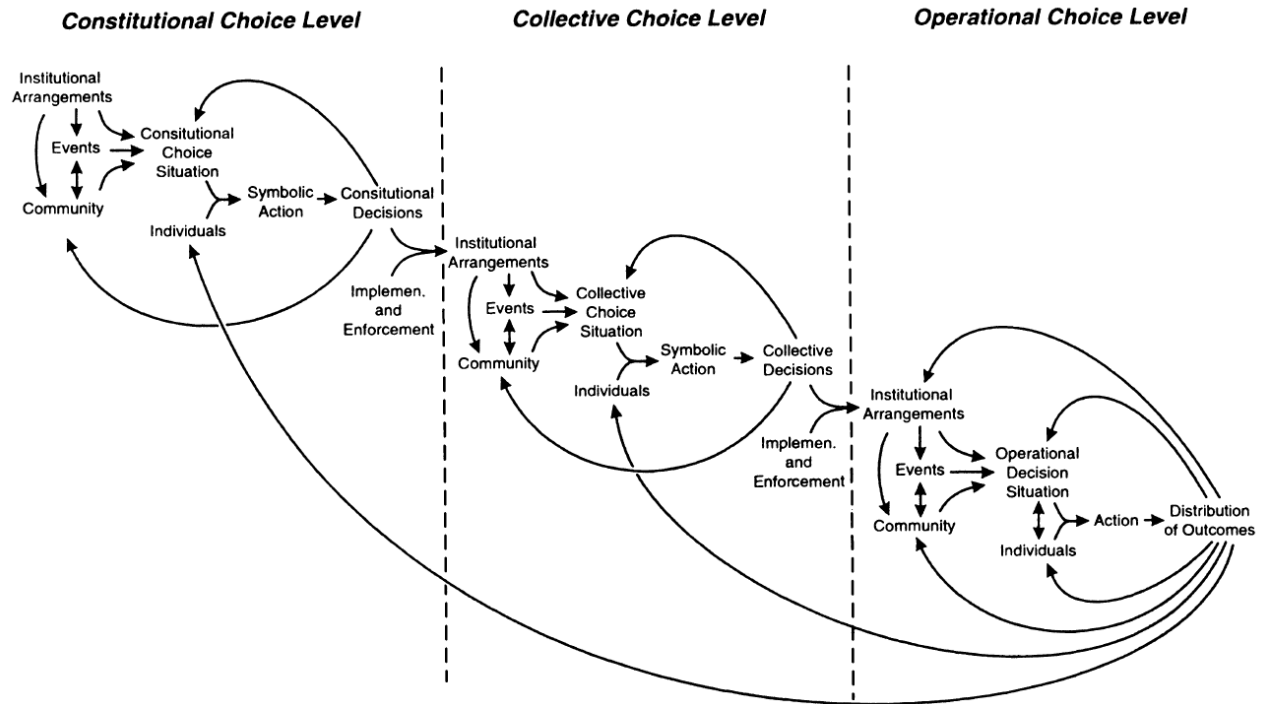 Constitutional Choice Level
Collective Choice Level
Operational Choice Level
Institutional
Arrangements
Events
Community
Consitutional
Choice
Situation
Individuals
Symbolic
Action
Consitutional
Decisions
Implemen.
and
Enforcement
Institutional
Arrangements
Events
Community
Collective
Choice
Situation
Individuals
Symbolic
Action
Collective
Decisions
Implemen.
and
Enforcement
Institutional
Arrangements
Events
Community
Operational
Decision
Situation
Individuals
Action
Distribution
of Outcomes